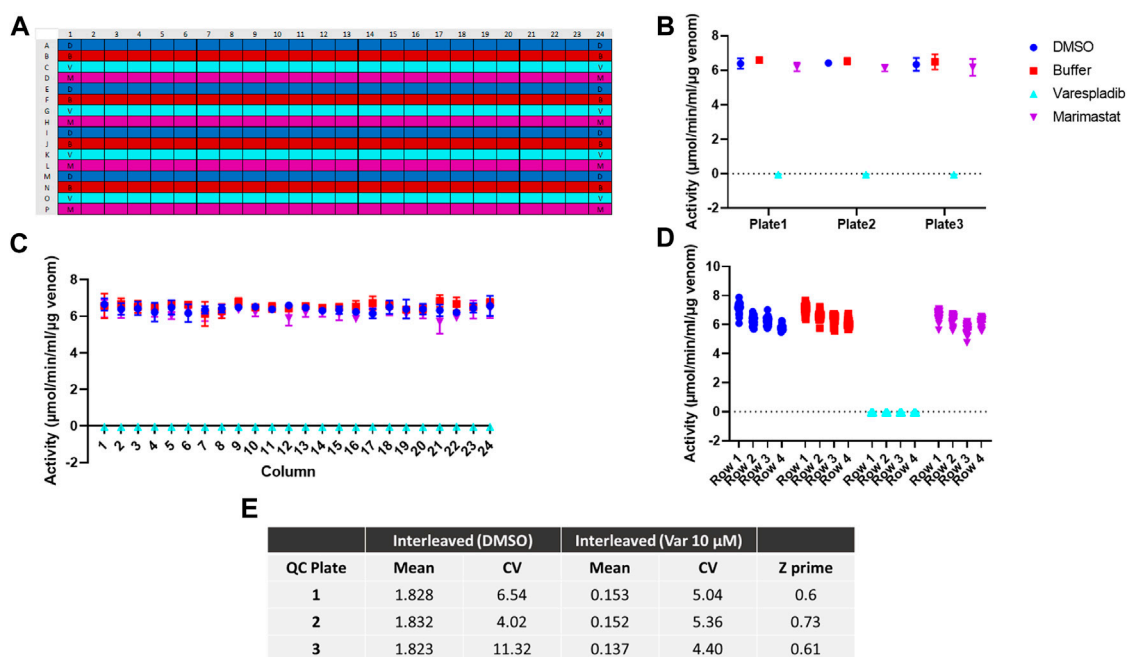 A
1 2 3 4 5 6 7 8 9 10 11 12 13 14 15 16 17 18 19 20 21 22 23 24
A D D
B B B
C V V
D M M
E D D
F B B
G V V
H M M
I D D
J B B
K V V
L M M
M D D
N B B
O V V
P M M
B
Activity (μmol/min/ml/μg venom)
8
6
4
2
0
-2
Plate1 Plate2 Plate3
DMSO
Buffer
Varespladib
Marimastat
C
Activity (μmol/min/ml/μg venom)
8
6
4
2
0
-2
1 2 3 4 5 6 7 8 9 10 11 12 13 14 15 16 17 18 19 20 21 22 23 24
Column
D
Activity (μmol/min/ml/μg venom)
10
8
6
4
2
0
-2
Row 1 Row 2 Row 3 Row 4 Row 1 Row 2 Row 3 Row 4 Row 1 Row 2 Row 3 Row 4 Row 1 Row 2 Row 3 Row 4
E
Interleaved (DMSO) Interleaved (Var 10 μM)
QC Plate Mean CV Mean CV Z prime
1 1.828 6.54 0.153 5.04 0.6
2 1.832 4.02 0.152 5.36 0.73
3 1.823 11.32 0.137 4.40 0.61